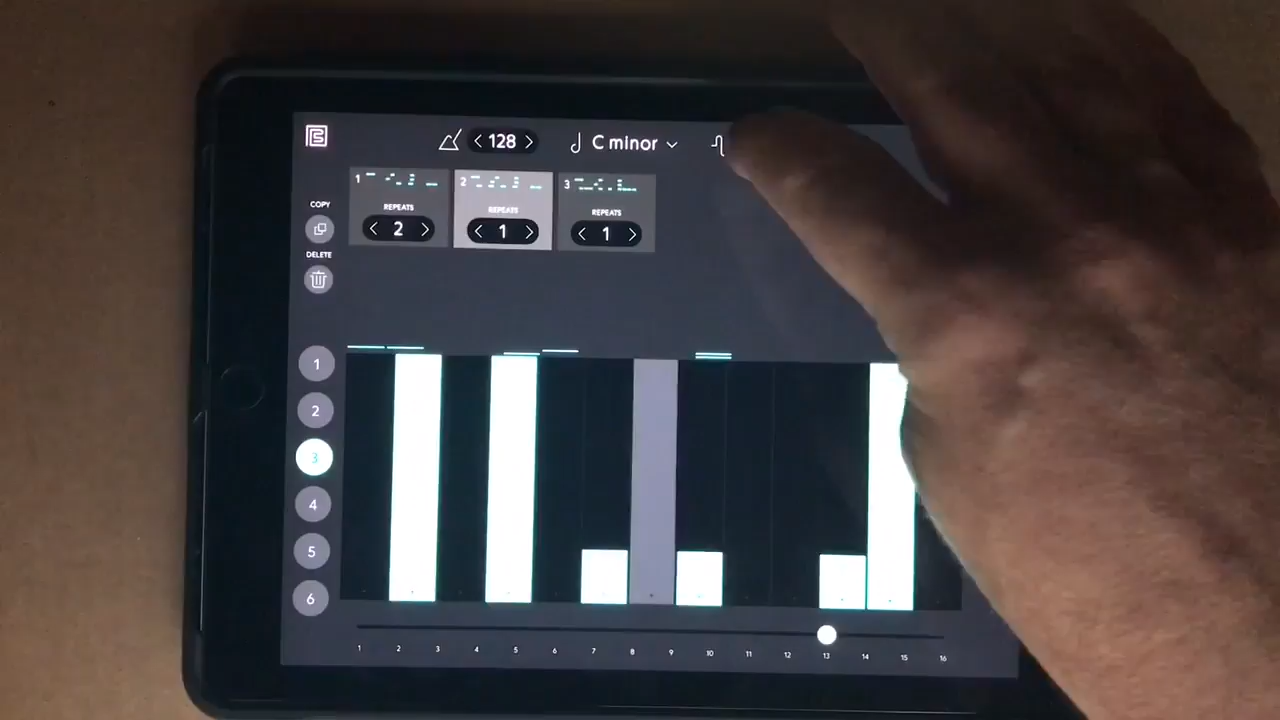 128 C minor
1 2 3
REPEATS REPEATS REPEATS
2 1 1
COPY
DELETE
1
2
3
4
5
6
1 2 3 4 5 6 7 8 9 10 11 12 13 14 15 16